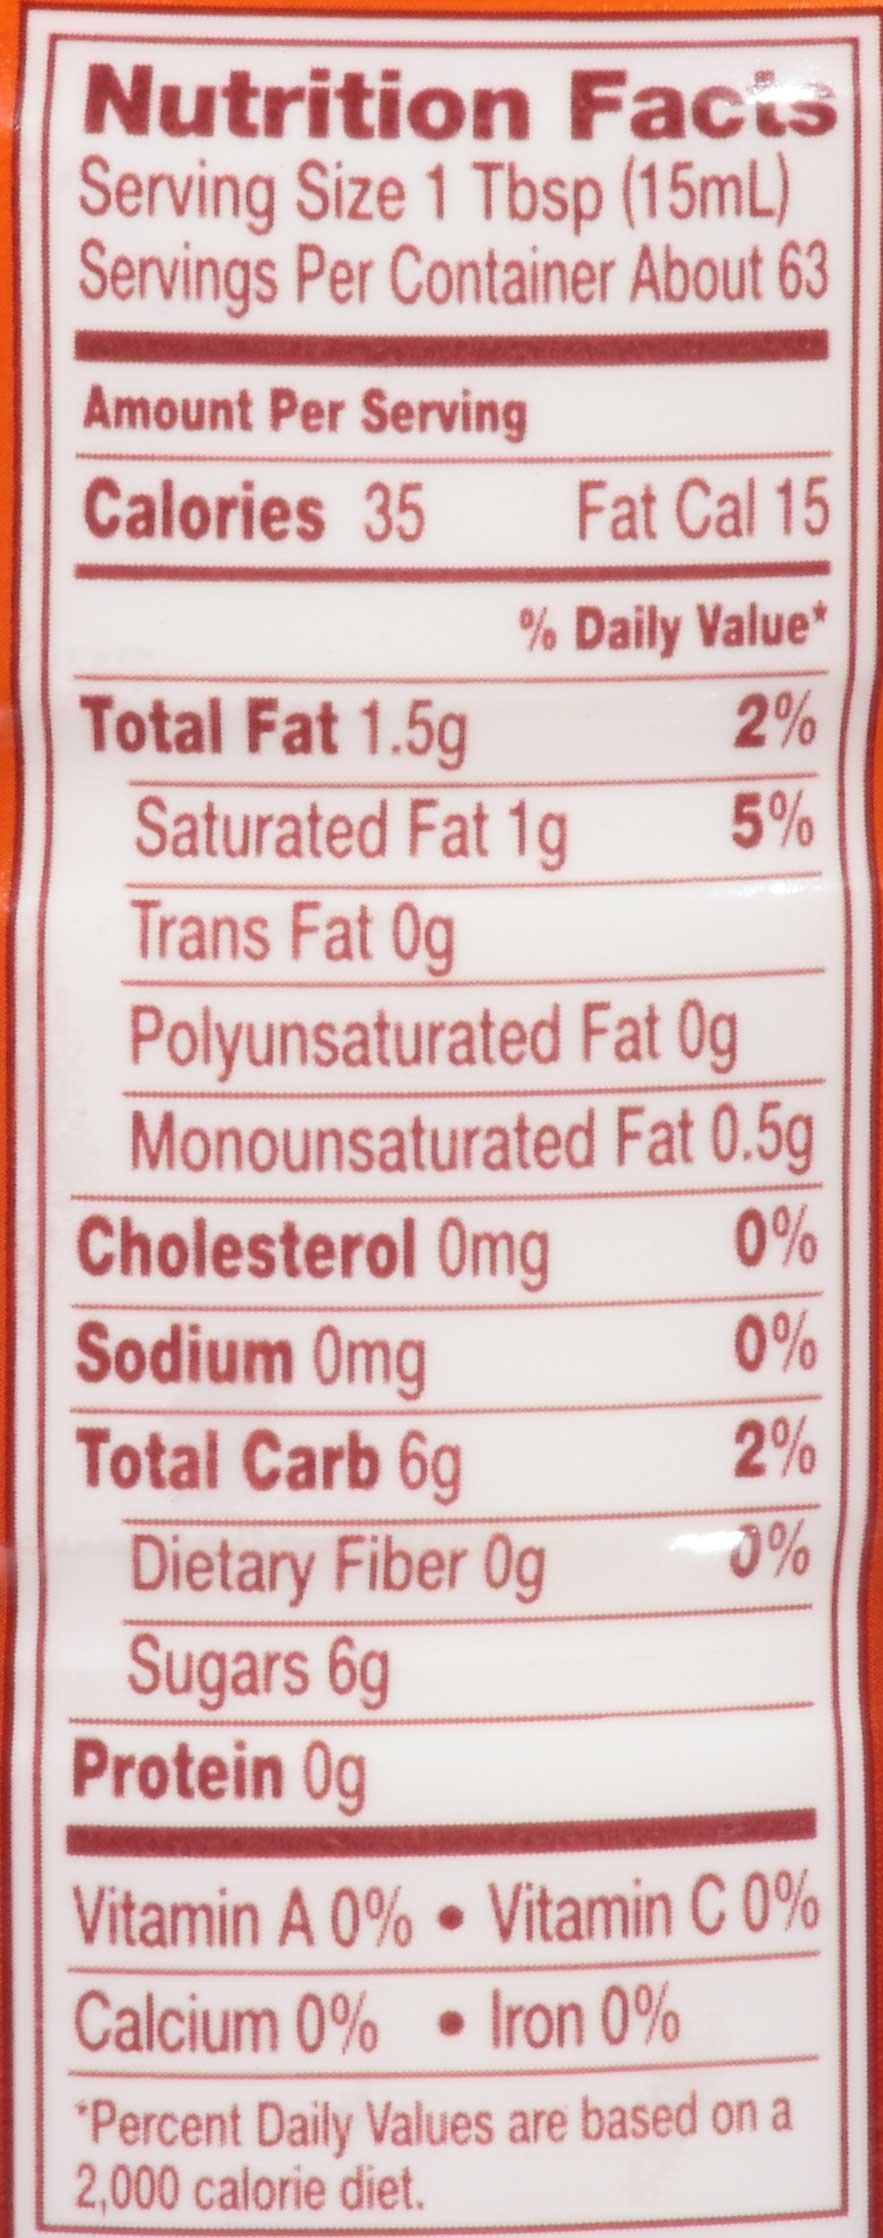 Nutrition Facts
Serving Size 1 Tbsp (15mL)
Servings Per Container About 63
Amount Per Serving
Calories 35 Fat Cal 15
% Daily Value*
Total Fat 1.5g 2%
Saturated Fat 1g 5%
Trans Fat 0g
Polyunsaturated Fat 0g
Monounsaturated Fat 0.5g
Cholesterol 0mg 0%
Sodium 0mg 0%
Total Carb 6g 2%
Dietary Fiber 0g 0%
Sugars 6g
Protein 0g
Vitamin A 0% • Vitamin C 0%
Calcium 0% • Iron 0%
*Percent Daily Values are based on a
2,000 calorie diet.